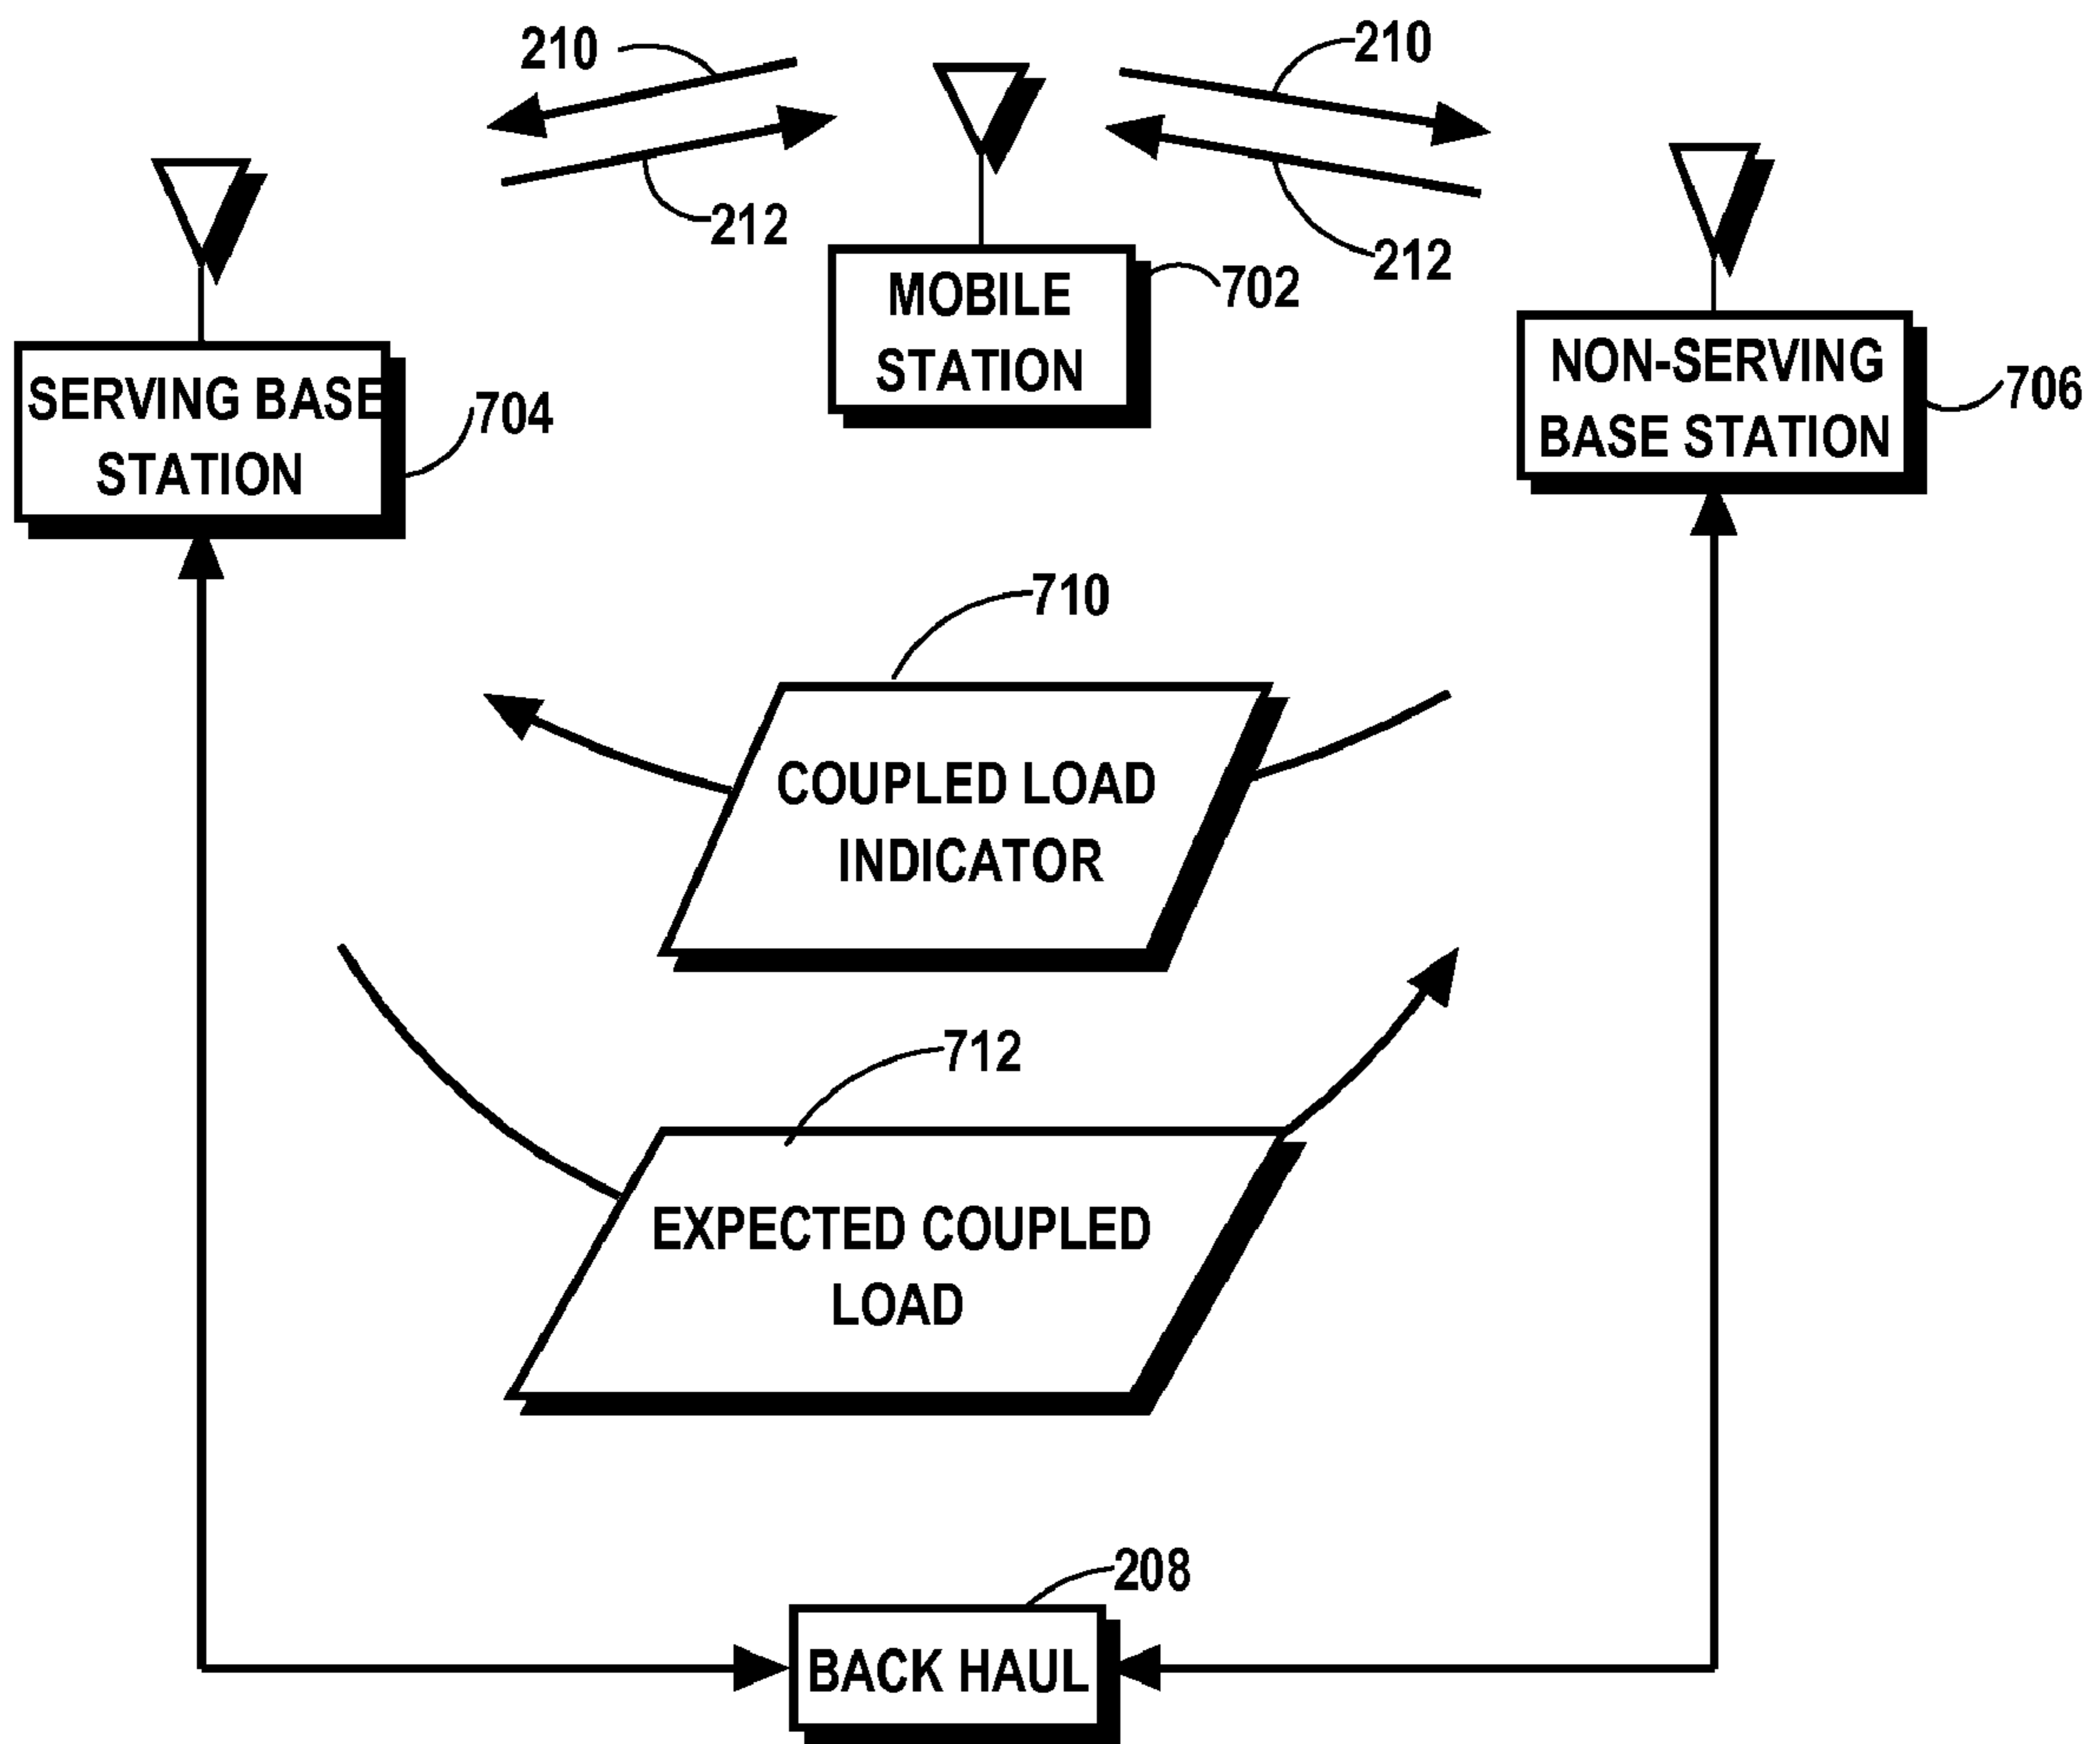 210
210
212
212
MOBILE
STATION
702
SERVING BASE
STATION
704
NON-SERVING
BASE STATION
706
710
COUPLED LOAD
INDICATOR
712
EXPECTED COUPLED
LOAD
208
BACK HAUL